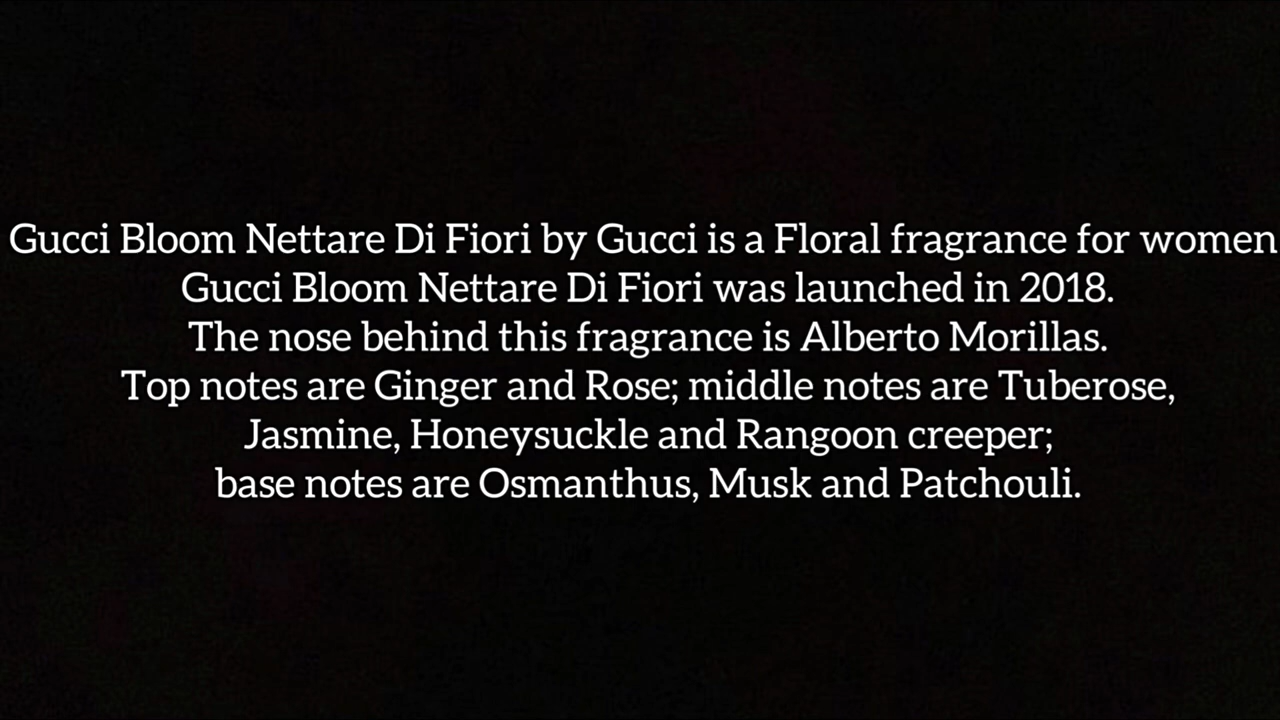 Gucci Bloom Nettare Di Fiori by Gucci is a Floral fragrance for women
Gucci Bloom Nettare Di Fiori was launched in 2018.
The nose behind this fragrance is Alberto Morillas.
Top notes are Ginger and Rose; middle notes are Tuberose,
Jasmine, Honeysuckle and Rangoon creeper;
base notes are Osmanthus, Musk and Patchouli.